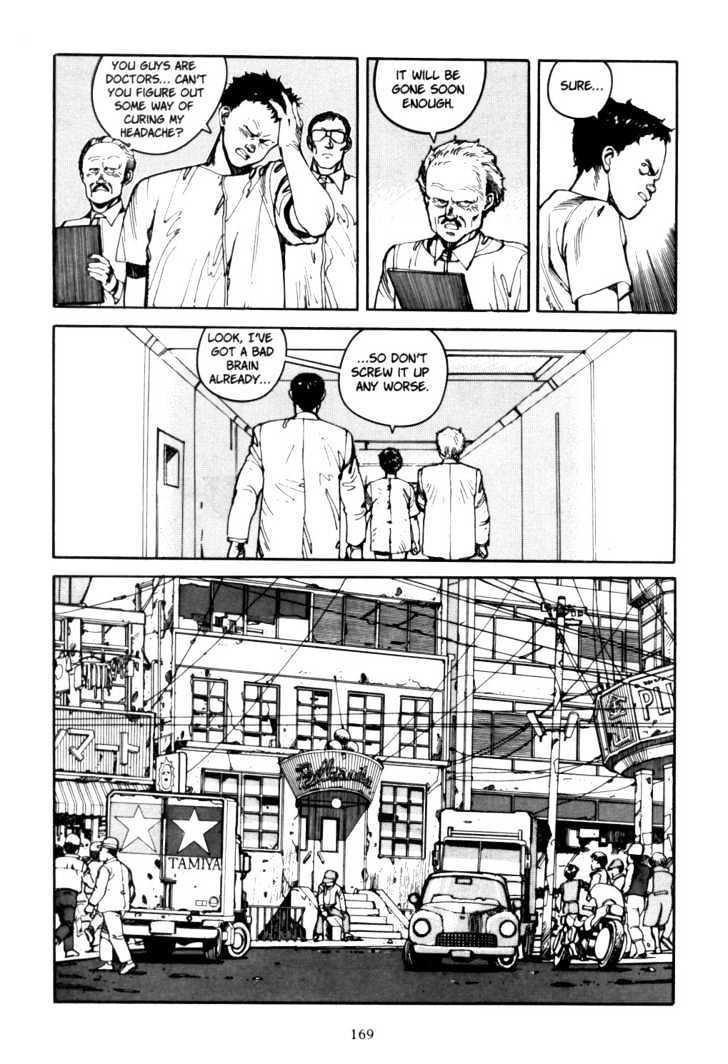 YOU GUYS ARE
DOCTORS... CAN'T
YOU FIGURE OUT
SOME WAY OF
CURING MY
HEADACHE?
IT WILL BE
GONE SOON
ENOUGH.
SURE...
LOOK, I'VE
GOT A BAD
BRAIN
ALREADY...
...SO DON'T
SCREW IT UP
ANY WORSE.
マート
TAMIYA
PL
169